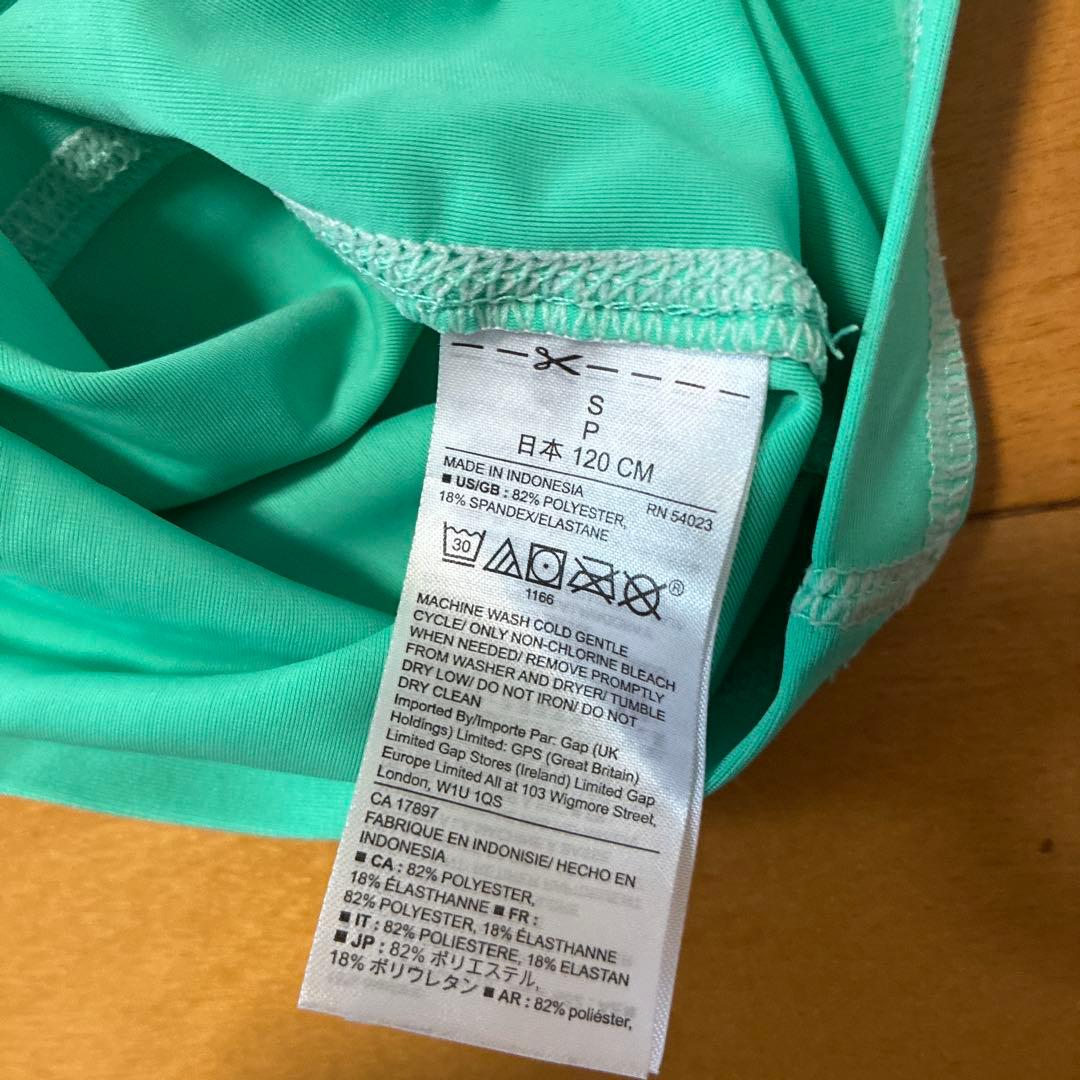 S
P
日本 120 CM
MADE IN INDONESIA
■ US/GB : 82% POLYESTER, RN 54023
18% SPANDEX/ELASTANE
30
®
1166
MACHINE WASH COLD GENTLE
CYCLE/ ONLY NON-CHLORINE BLEACH
WHEN NEEDED/ REMOVE PROMPTLY
FROM WASHER AND DRYER/ TUMBLE
DRY LOW/ DO NOT IRON/ DO NOT
DRY CLEAN
Imported By/Importe Par: Gap (UK
Holdings) Limited: GPS (Great Britain)
Limited Gap Stores (Ireland) Limited Gap
Europe Limited All at 103 Wigmore Street,
London, W1U 1QS
CA 17897
FABRIQUE EN INDONISIE/ HECHO EN
INDONESIA
■ CA : 82% POLYESTER,
18% ÉLASTHANNE ■ FR :
82% POLYESTER, 18% ÉLASTHANNE
■ IT : 82% POLIESTERE, 18% ELASTAN
■ JP : 82% ポリエステル,
18% ポリウレタン ■ AR : 82% poliéster,